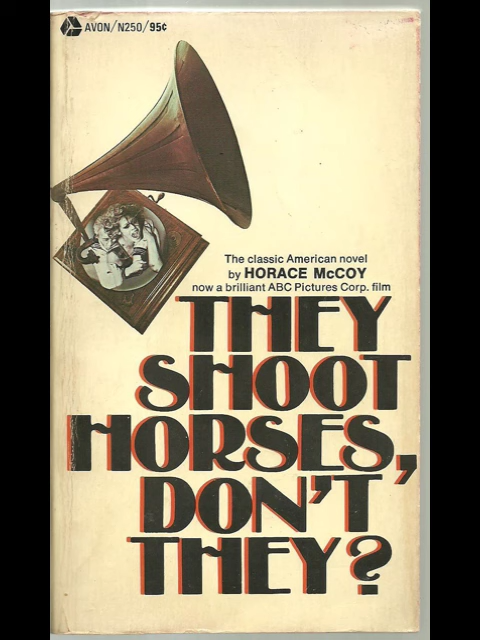 AVON/N250/95¢
The classic American novel
by HORACE McCOY
now a brilliant ABC Pictures Corp. film
THEY
SHOOT
HORSES,
DON'T
THEY?